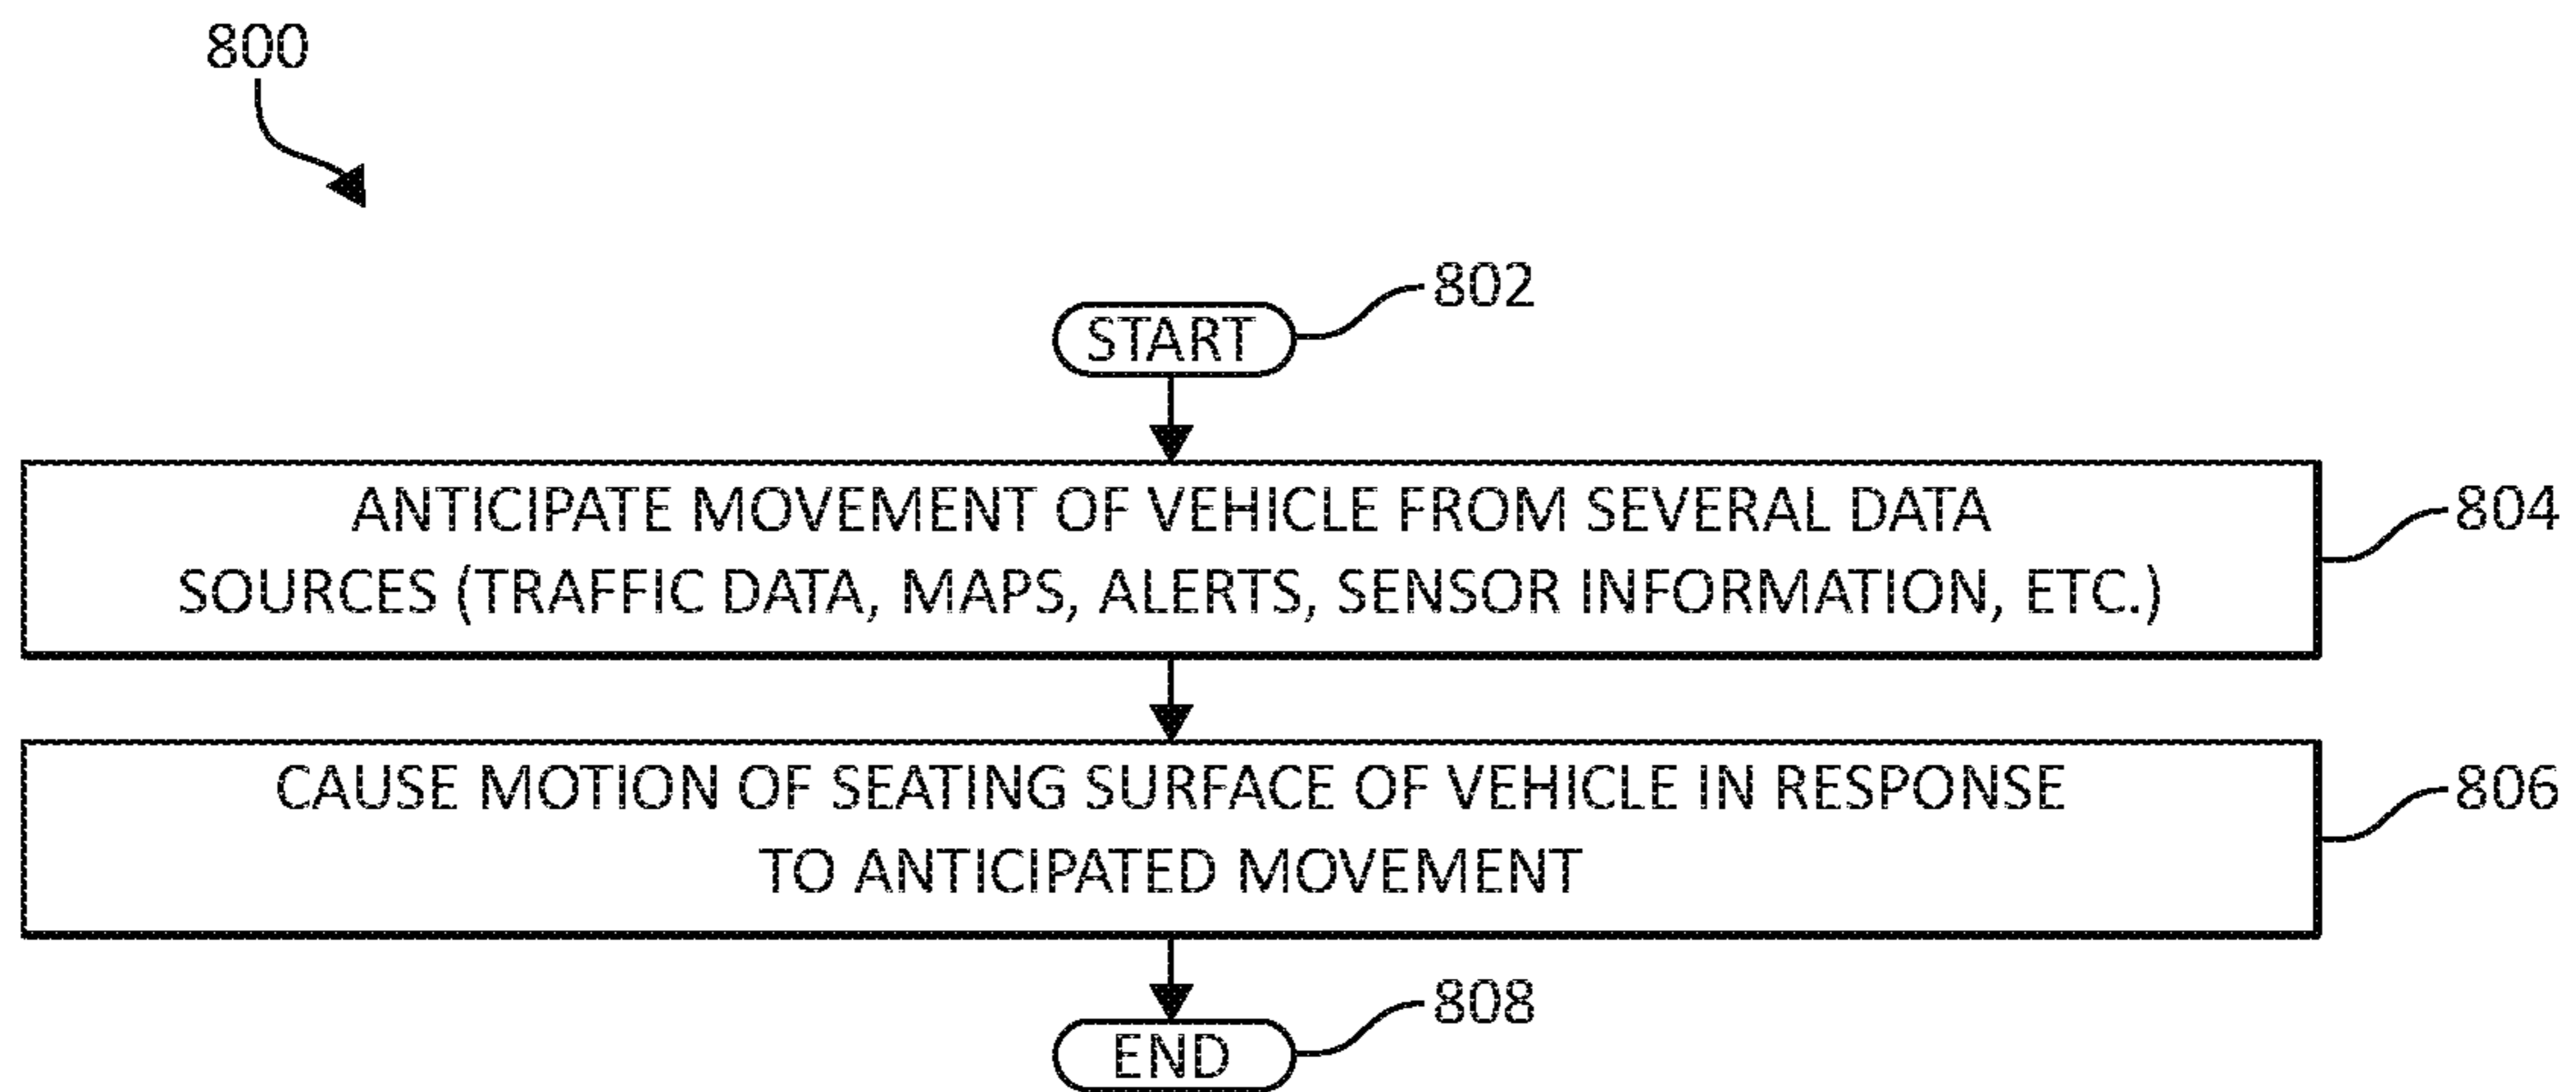 800
802
START
ANTICIPATE MOVEMENT OF VEHICLE FROM SEVERAL DATA
804
SOURCES (TRAFFIC DATA, MAPS, ALERTS, SENSOR INFORMATION, ETC.)
CAUSE MOTION OF SEATING SURFACE OF VEHICLE IN RESPONSE
806
TO ANTICIPATED MOVEMENT
808
END